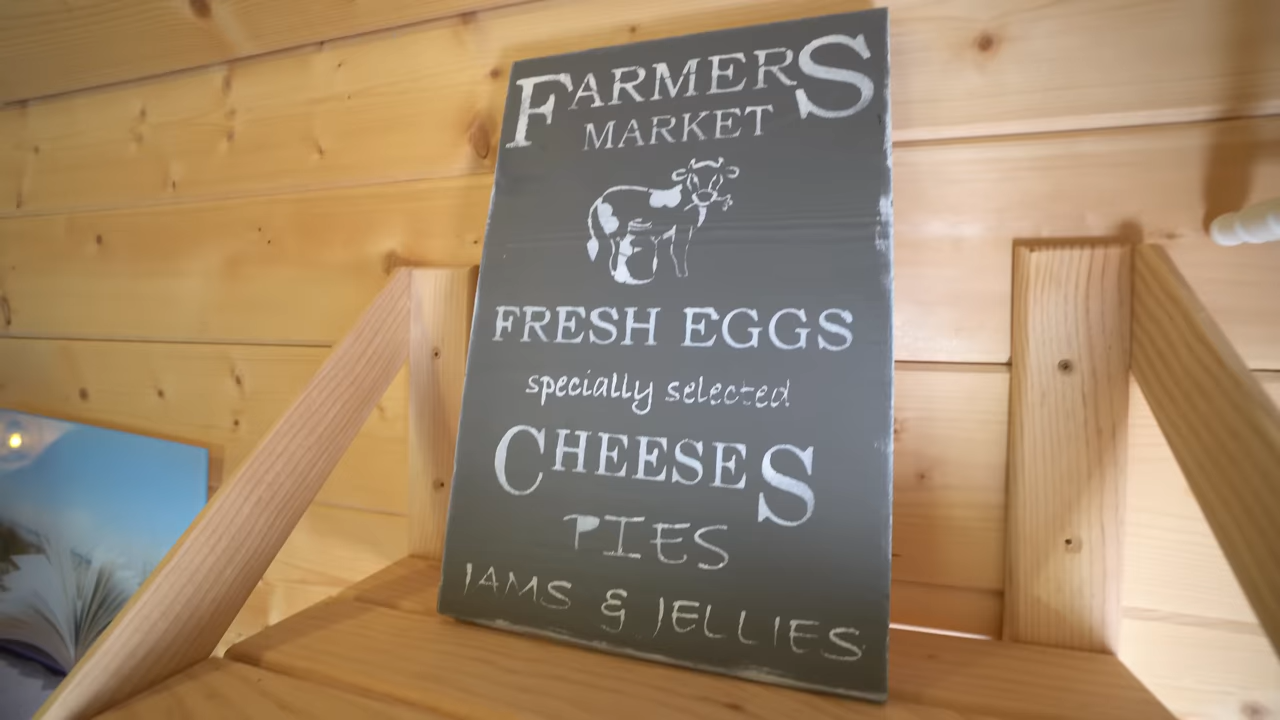 FARMERS
MARKET
FRESH EGGS
specially selected
CHEESES
PIES
JAMS & JELLIES